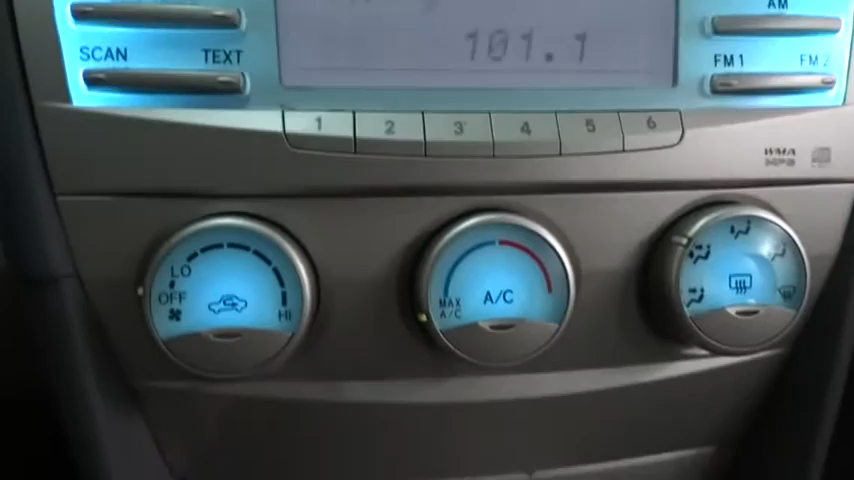 AM
SCAN TEXT
101.1
FM1 FM2
1 2 3 4 5 6
WMA
MP3
LO
OFF
HI
MAX
A/C
A/C